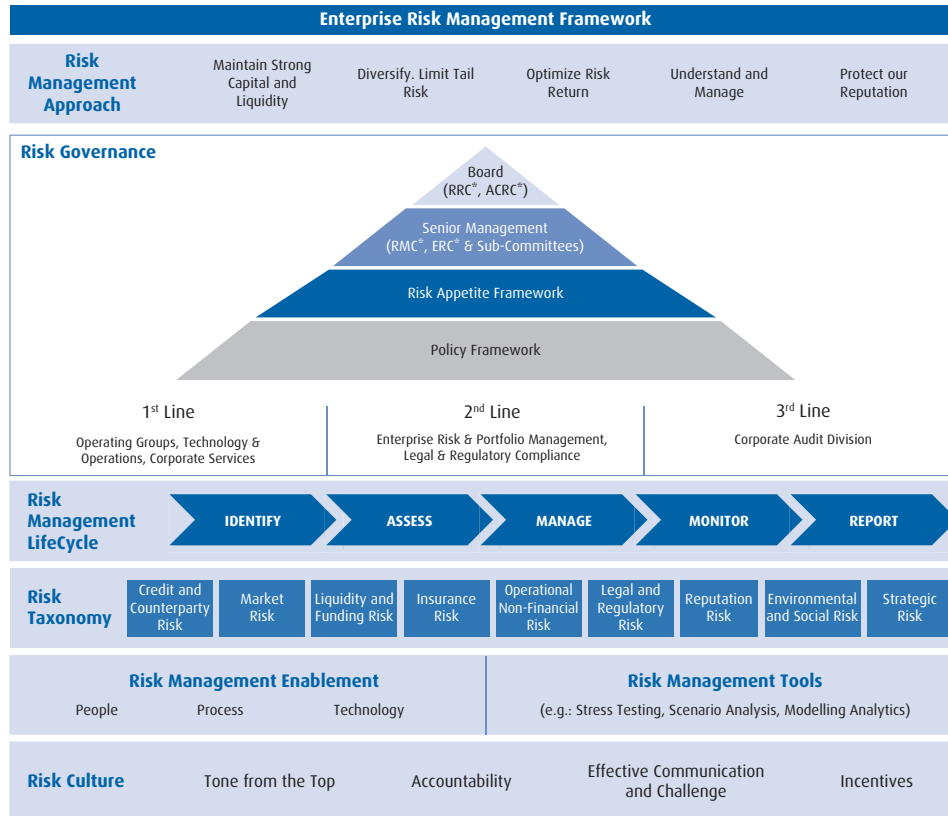 Enterprise Risk Management Framework
Risk
Management
Approach
Maintain Strong
Capital and
Liquidity
Diversify. Limit Tail
Risk
Optimize Risk
Return
Understand and
Manage
Protect our
Reputation
Risk Governance
Board
(RRC*, ACRC*)
Senior Management
(RMC*, ERC* & Sub-Committees)
Risk Appetite Framework
Policy Framework
1st Line
Operating Groups, Technology &
Operations, Corporate Services
2nd Line
Enterprise Risk & Portfolio Management,
Legal & Regulatory Compliance
3rd Line
Corporate Audit Division
Risk
Management
LifeCycle
IDENTIFY
ASSESS
MANAGE
MONITOR
REPORT
Risk
Taxonomy
Credit and
Counterparty
Risk
Market
Risk
Liquidity and
Funding Risk
Insurance
Risk
Operational
Non-Financial
Risk
Legal and
Regulatory
Risk
Reputation
Risk
Environmental
and Social Risk
Strategic
Risk
Risk Management Enablement
People
Process
Technology
Risk Management Tools
(e.g.: Stress Testing, Scenario Analysis, Modelling Analytics)
Risk Culture
Tone from the Top
Accountability
Effective Communication
and Challenge
Incentives